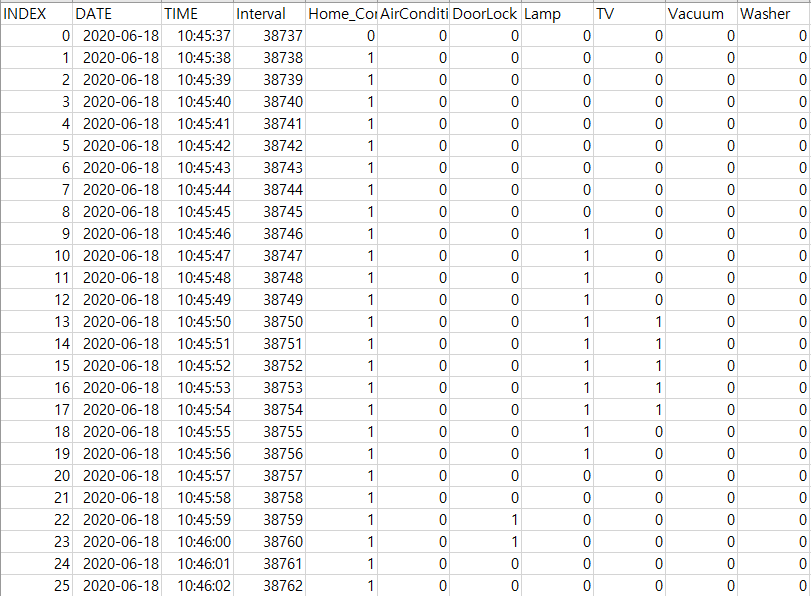 INDEX DATE TIME Interval Home_Cor AirConditi DoorLock Lamp TV Vacuum Washer
0 2020-06-18 10:45:37 38737 0 0 0 0 0 0 0
1 2020-06-18 10:45:38 38738 1 0 0 0 0 0 0
2 2020-06-18 10:45:39 38739 1 0 0 0 0 0 0
3 2020-06-18 10:45:40 38740 1 0 0 0 0 0 0
4 2020-06-18 10:45:41 38741 1 0 0 0 0 0 0
5 2020-06-18 10:45:42 38742 1 0 0 0 0 0 0
6 2020-06-18 10:45:43 38743 1 0 0 0 0 0 0
7 2020-06-18 10:45:44 38744 1 0 0 0 0 0 0
8 2020-06-18 10:45:45 38745 1 0 0 0 0 0 0
9 2020-06-18 10:45:46 38746 1 0 0 1 0 0 0
10 2020-06-18 10:45:47 38747 1 0 0 1 0 0 0
11 2020-06-18 10:45:48 38748 1 0 0 1 0 0 0
12 2020-06-18 10:45:49 38749 1 0 0 1 0 0 0
13 2020-06-18 10:45:50 38750 1 0 0 1 1 0 0
14 2020-06-18 10:45:51 38751 1 0 0 1 1 0 0
15 2020-06-18 10:45:52 38752 1 0 0 1 1 0 0
16 2020-06-18 10:45:53 38753 1 0 0 1 1 0 0
17 2020-06-18 10:45:54 38754 1 0 0 1 1 0 0
18 2020-06-18 10:45:55 38755 1 0 0 1 0 0 0
19 2020-06-18 10:45:56 38756 1 0 0 1 0 0 0
20 2020-06-18 10:45:57 38757 1 0 0 0 0 0 0
21 2020-06-18 10:45:58 38758 1 0 0 0 0 0 0
22 2020-06-18 10:45:59 38759 1 0 1 0 0 0 0
23 2020-06-18 10:46:00 38760 1 0 1 0 0 0 0
24 2020-06-18 10:46:01 38761 1 0 0 0 0 0 0
25 2020-06-18 10:46:02 38762 1 0 0 0 0 0 0